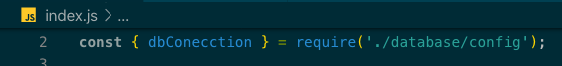 JS index.js > ...
2 const { dbConecction } = require('./database/config');
3